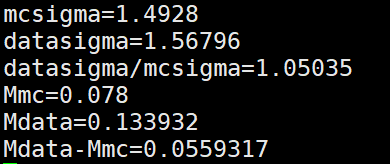 mcsigma=1.4928
datasigma=1.56796
datasigma/mcsigma=1.05035
Mmc=0.078
Mdata=0.133932
Mdata-Mmc=0.0559317